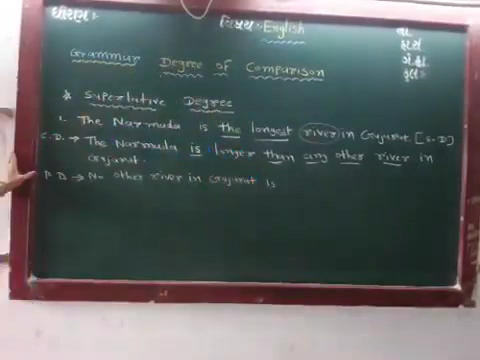 ધોરણ :-
વિષય :- English
તા.
Grammar Degree of Comparison
* Superlative Degree
1. The Narmada is the longest river in Gujarat. [S.D]
C.D. → The Narmada is longer than any other river in
Gujarat.
P.D → No other river in Gujarat is